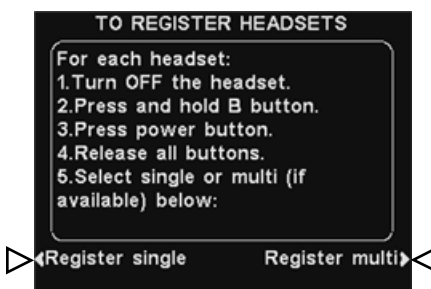 TO REGISTER HEADSETS
For each headset:
1.Turn OFF the headset.
2.Press and hold B button.
3.Press power button.
4.Release all buttons.
5.Select single or multi (if
available) below:
Register single
Register multi